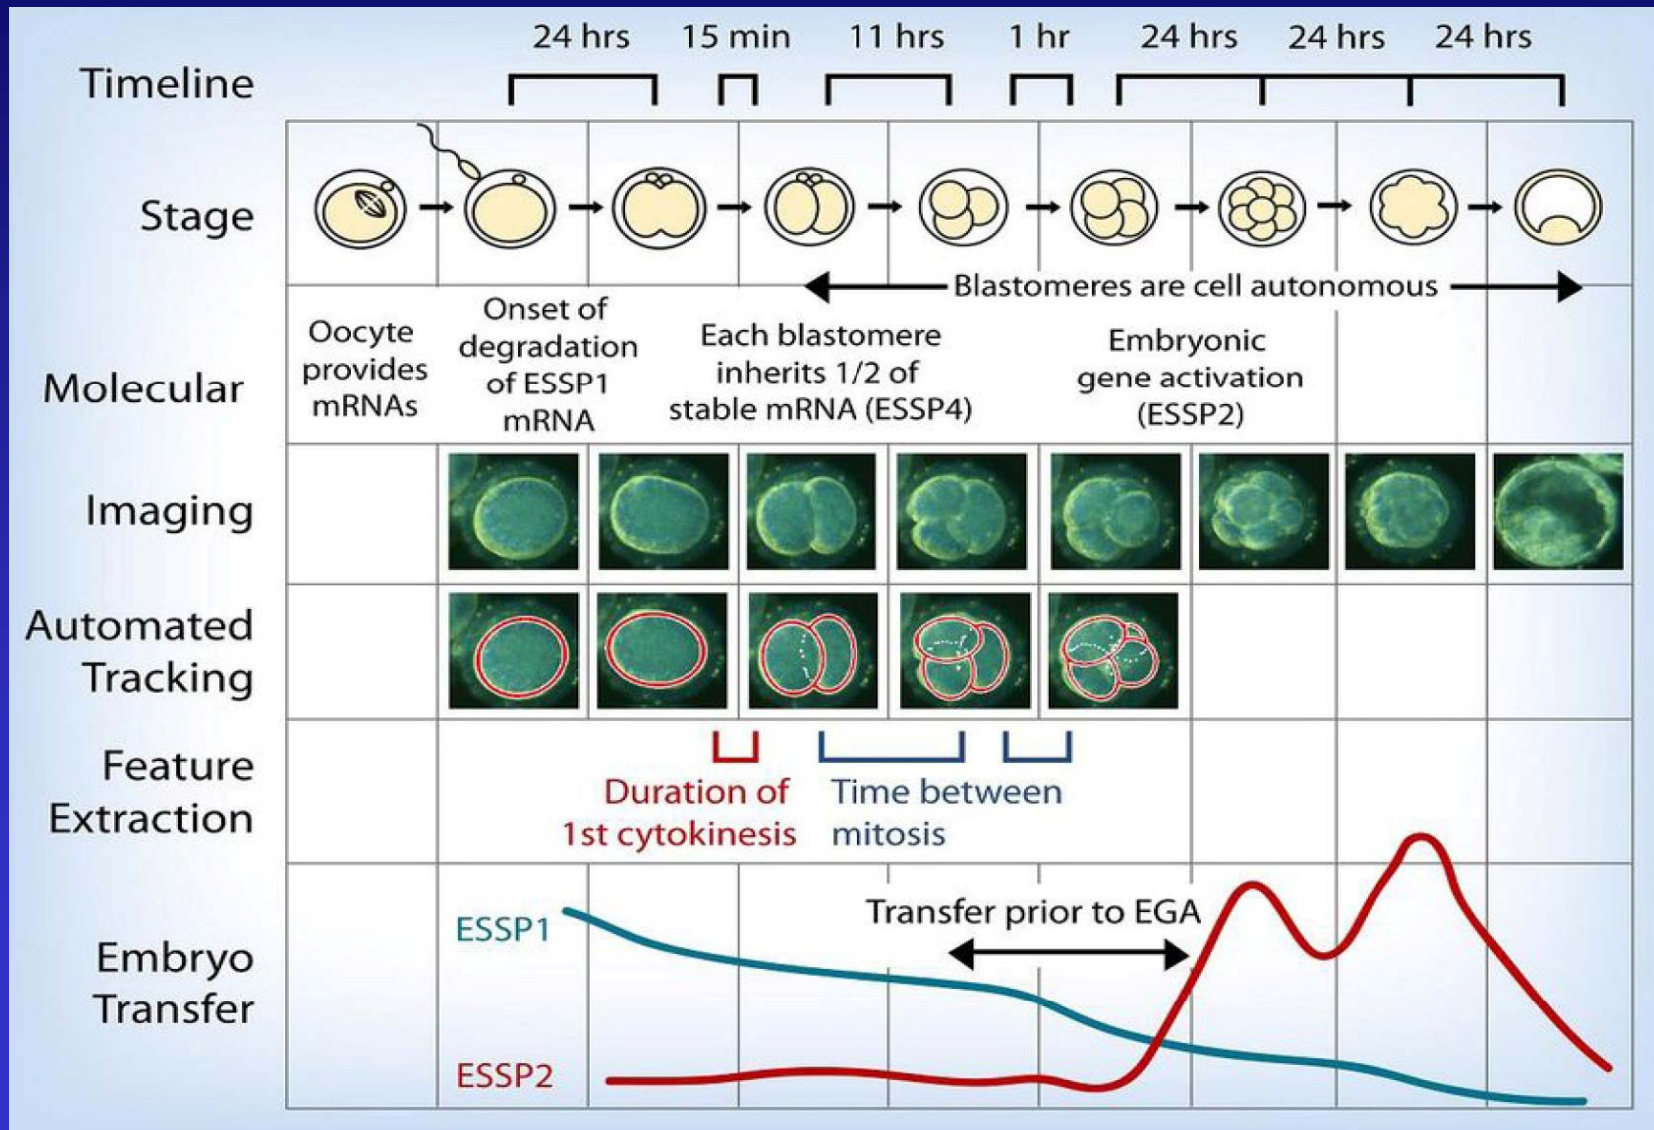 24 hrs 15 min 11 hrs 1 hr 24 hrs 24 hrs 24 hrs
Timeline
Stage
Blastomeres are cell autonomous
Molecular
Oocyte
provides
mRNAs
Onset of
degradation
of ESSP1
mRNA
Each blastomere
inherits 1/2 of
stable mRNA (ESSP4)
Embryonic
gene activation
(ESSP2)
Imaging
Automated
Tracking
Feature
Extraction
Duration of
1st cytokinesis
Time between
mitosis
Embryo
Transfer
ESSP1
Transfer prior to EGA
ESSP2